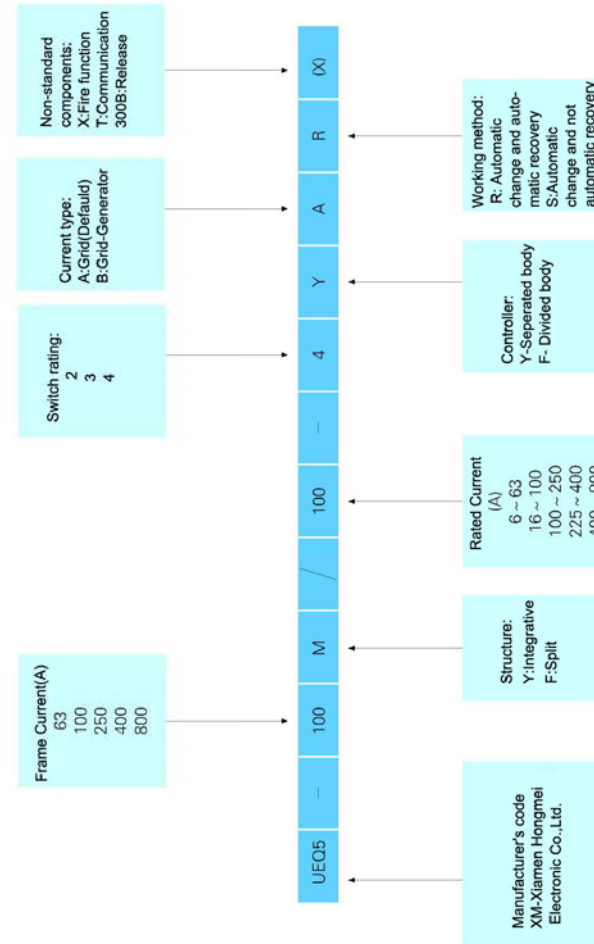 Frame Current(A)
63
100
250
400
800
Switch rating:
2
3
4
Current type:
A:Grid(Defauld)
B:Grid-Generator
Non-standard
components:
X:Fire function
T:Communication
300B:Release
UEQ5 — 100 M / 100 — 4 Y A R (X)
Manufacturer's code
XM-Xiamen Hongmei
Electronic Co.,Ltd.
Structure:
Y:Integrative
F:Split
Rated Current
(A)
6 ~ 63
16 ~ 100
100 ~ 250
225 ~ 400
Controller:
Y-Seperated body
F- Divided body
Working method:
R: Automatic
change and auto-
matic recovery
S:Automatic
change and not
automatic recovery